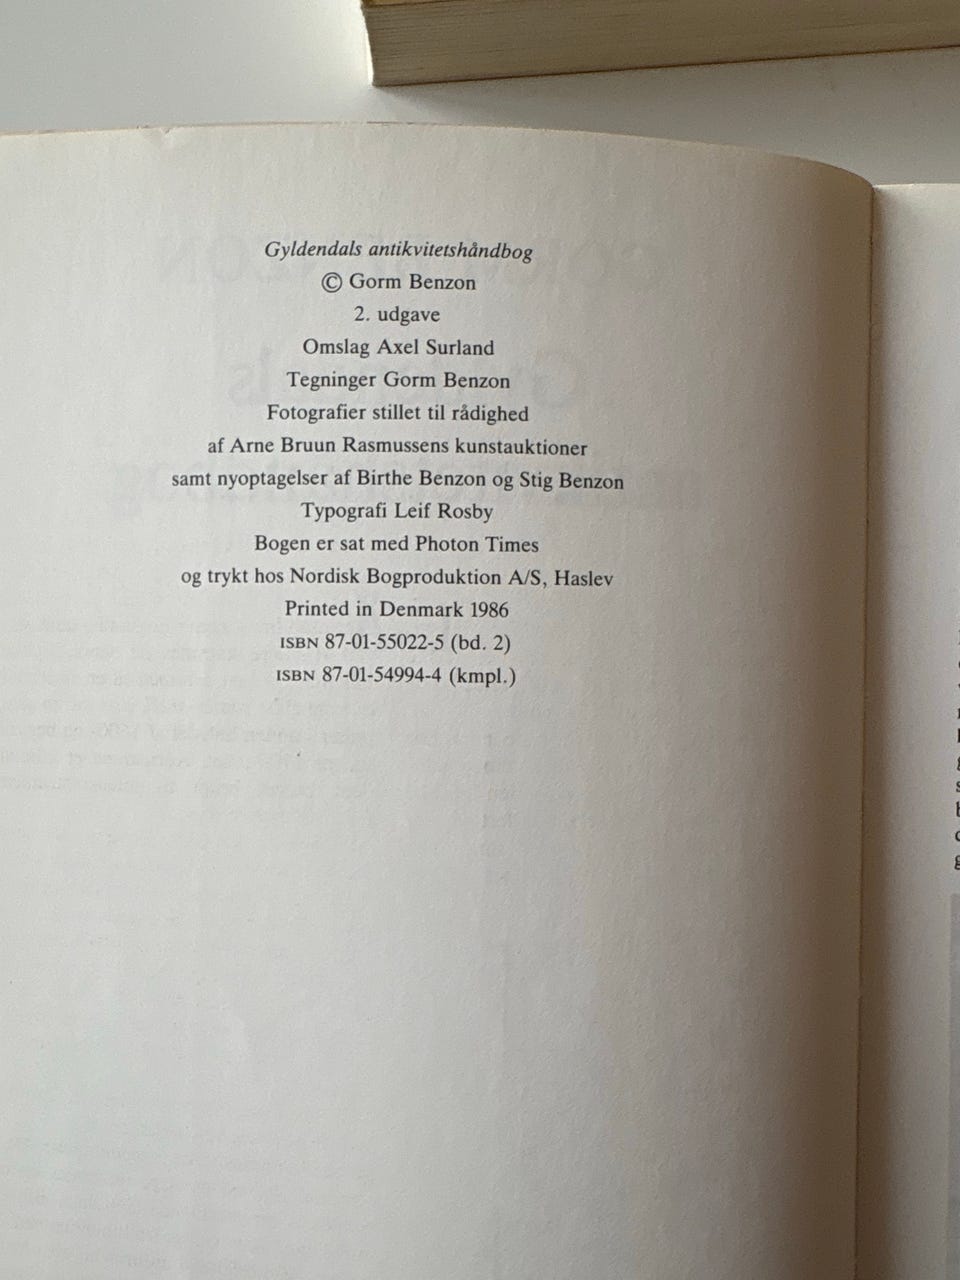 Gyldendals antikvitetshåndbog
© Gorm Benzon
2. udgave
Omslag Axel Surland
Tegninger Gorm Benzon
Fotografier stillet til rådighed
af Arne Bruun Rasmussens kunstauktioner
samt nyoptagelser af Birthe Benzon og Stig Benzon
Typografi Leif Rosby
Bogen er sat med Photon Times
og trykt hos Nordisk Bogproduktion A/S, Haslev
Printed in Denmark 1986
ISBN 87-01-55022-5 (bd. 2)
ISBN 87-01-54994-4 (kmpl.)